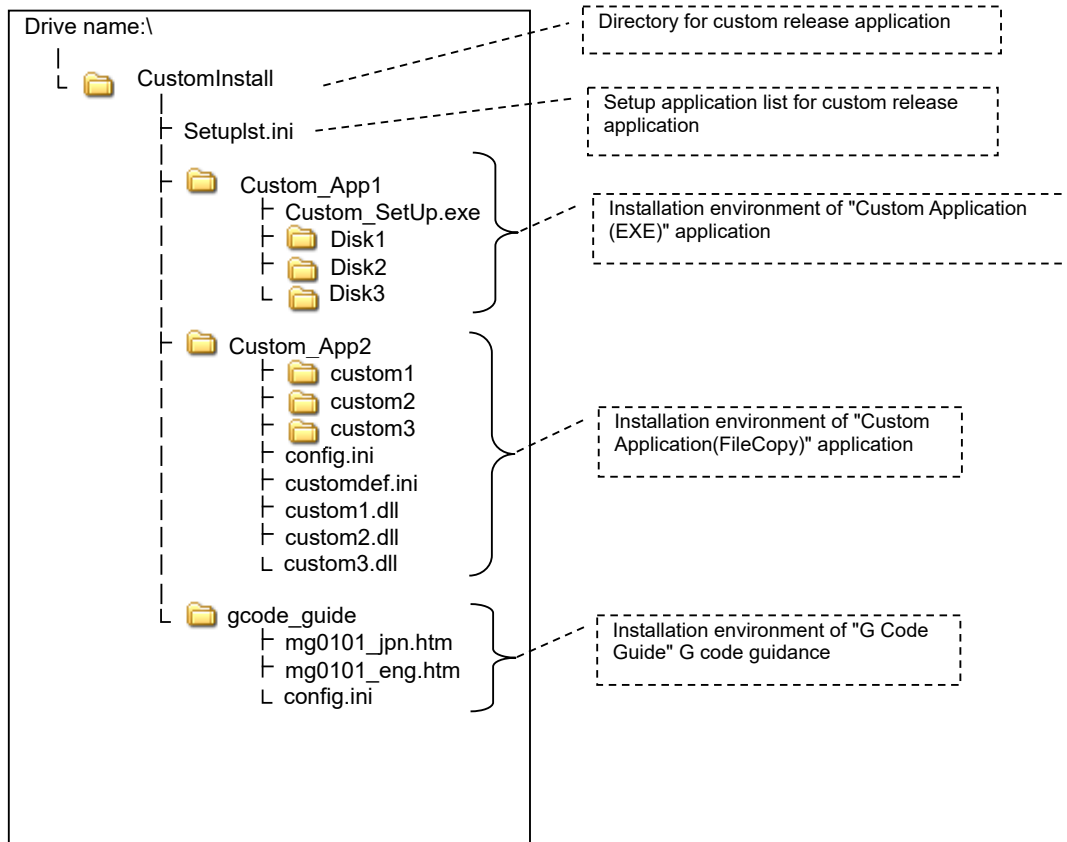 Drive name:\
CustomInstall
Setuplst.ini
Custom_App1
Custom_SetUp.exe
Disk1
Disk2
Disk3
Custom_App2
custom1
custom2
custom3
config.ini
customdef.ini
custom1.dll
custom2.dll
custom3.dll
gcode_guide
mg0101_jpn.htm
mg0101_eng.htm
config.ini
Directory for custom release application
Setup application list for custom release
application
Installation environment of "Custom Application
(EXE)" application
Installation environment of "Custom
Application(FileCopy)" application
Installation environment of "G Code
Guide" G code guidance